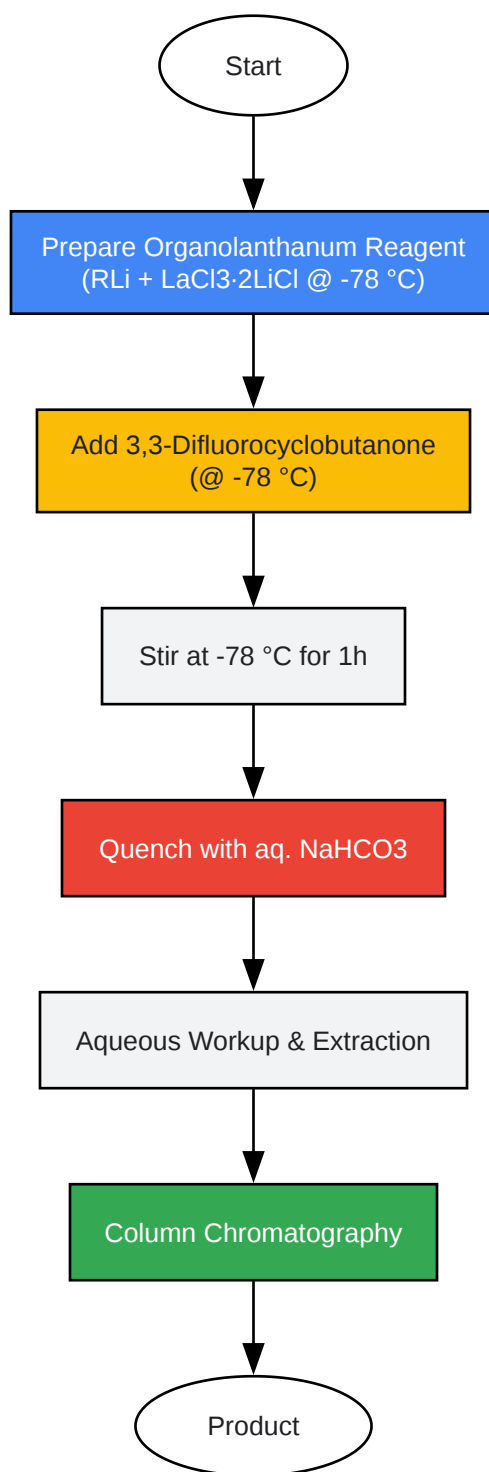 Start
Prepare Organolanthanum Reagent
(RLi + LaCl3·2LiCl @ -78 °C)
Add 3,3-Difluorocyclobutanone
(@ -78 °C)
Stir at -78 °C for 1h
Quench with aq. NaHCO3
Aqueous Workup & Extraction
Column Chromatography
Product